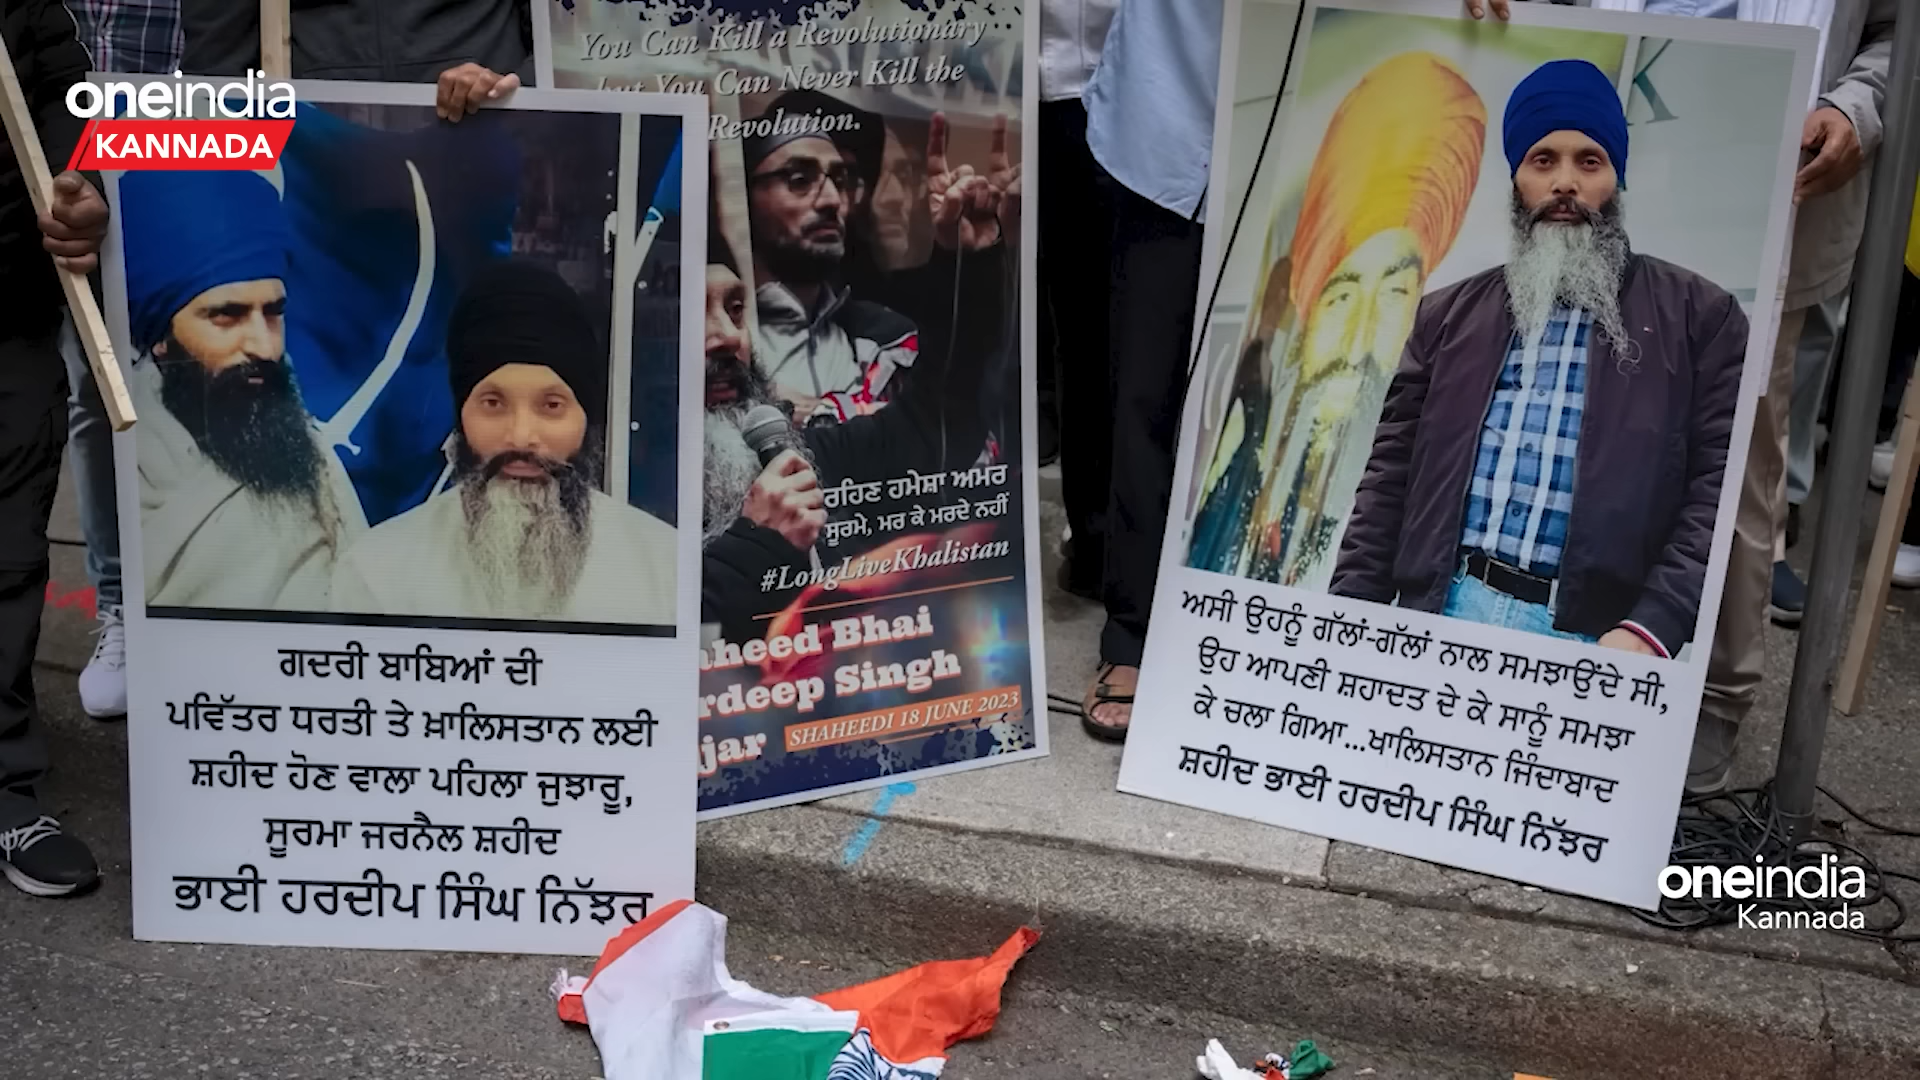 oneindia
KANNADA
You Can Kill a Revolutionary
but You Can Never Kill the
Revolution.
ਰਹਿਣ ਹਮੇਸ਼ਾ ਅਮਰ
ਸੂਰਮੇ, ਮਰ ਕੇ ਮਰਦੇ ਨਹੀਂ
#LongLiveKhalistan
aheed Bhai
rdeep Singh
jar
SHAHEEDI 18 JUNE 2023
ਗਦਰੀ ਬਾਬਿਆਂ ਦੀ
ਪਵਿੱਤਰ ਧਰਤੀ ਤੇ ਖ਼ਾਲਿਸਤਾਨ ਲਈ
ਸ਼ਹੀਦ ਹੋਣ ਵਾਲਾ ਪਹਿਲਾ ਜੁਝਾਰੂ,
ਸੂਰਮਾ ਜਰਨੈਲ ਸ਼ਹੀਦ
ਭਾਈ ਹਰਦੀਪ ਸਿੰਘ ਨਿੱਝਰ
K
ਅਸੀ ਉਹਨੂੰ ਗੱਲਾਂ-ਗੱਲਾਂ ਨਾਲ ਸਮਝਾਉਂਦੇ ਸੀ,
ਉਹ ਆਪਣੀ ਸ਼ਹਾਦਤ ਦੇ ਕੇ ਸਾਨੂੰ ਸਮਝਾ
ਕੇ ਚਲਾ ਗਿਆ...ਖਾਲਿਸਤਾਨ ਜਿੰਦਾਬਾਦ
ਸ਼ਹੀਦ ਭਾਈ ਹਰਦੀਪ ਸਿੰਘ ਨਿੱਝਰ
oneindia
Kannada